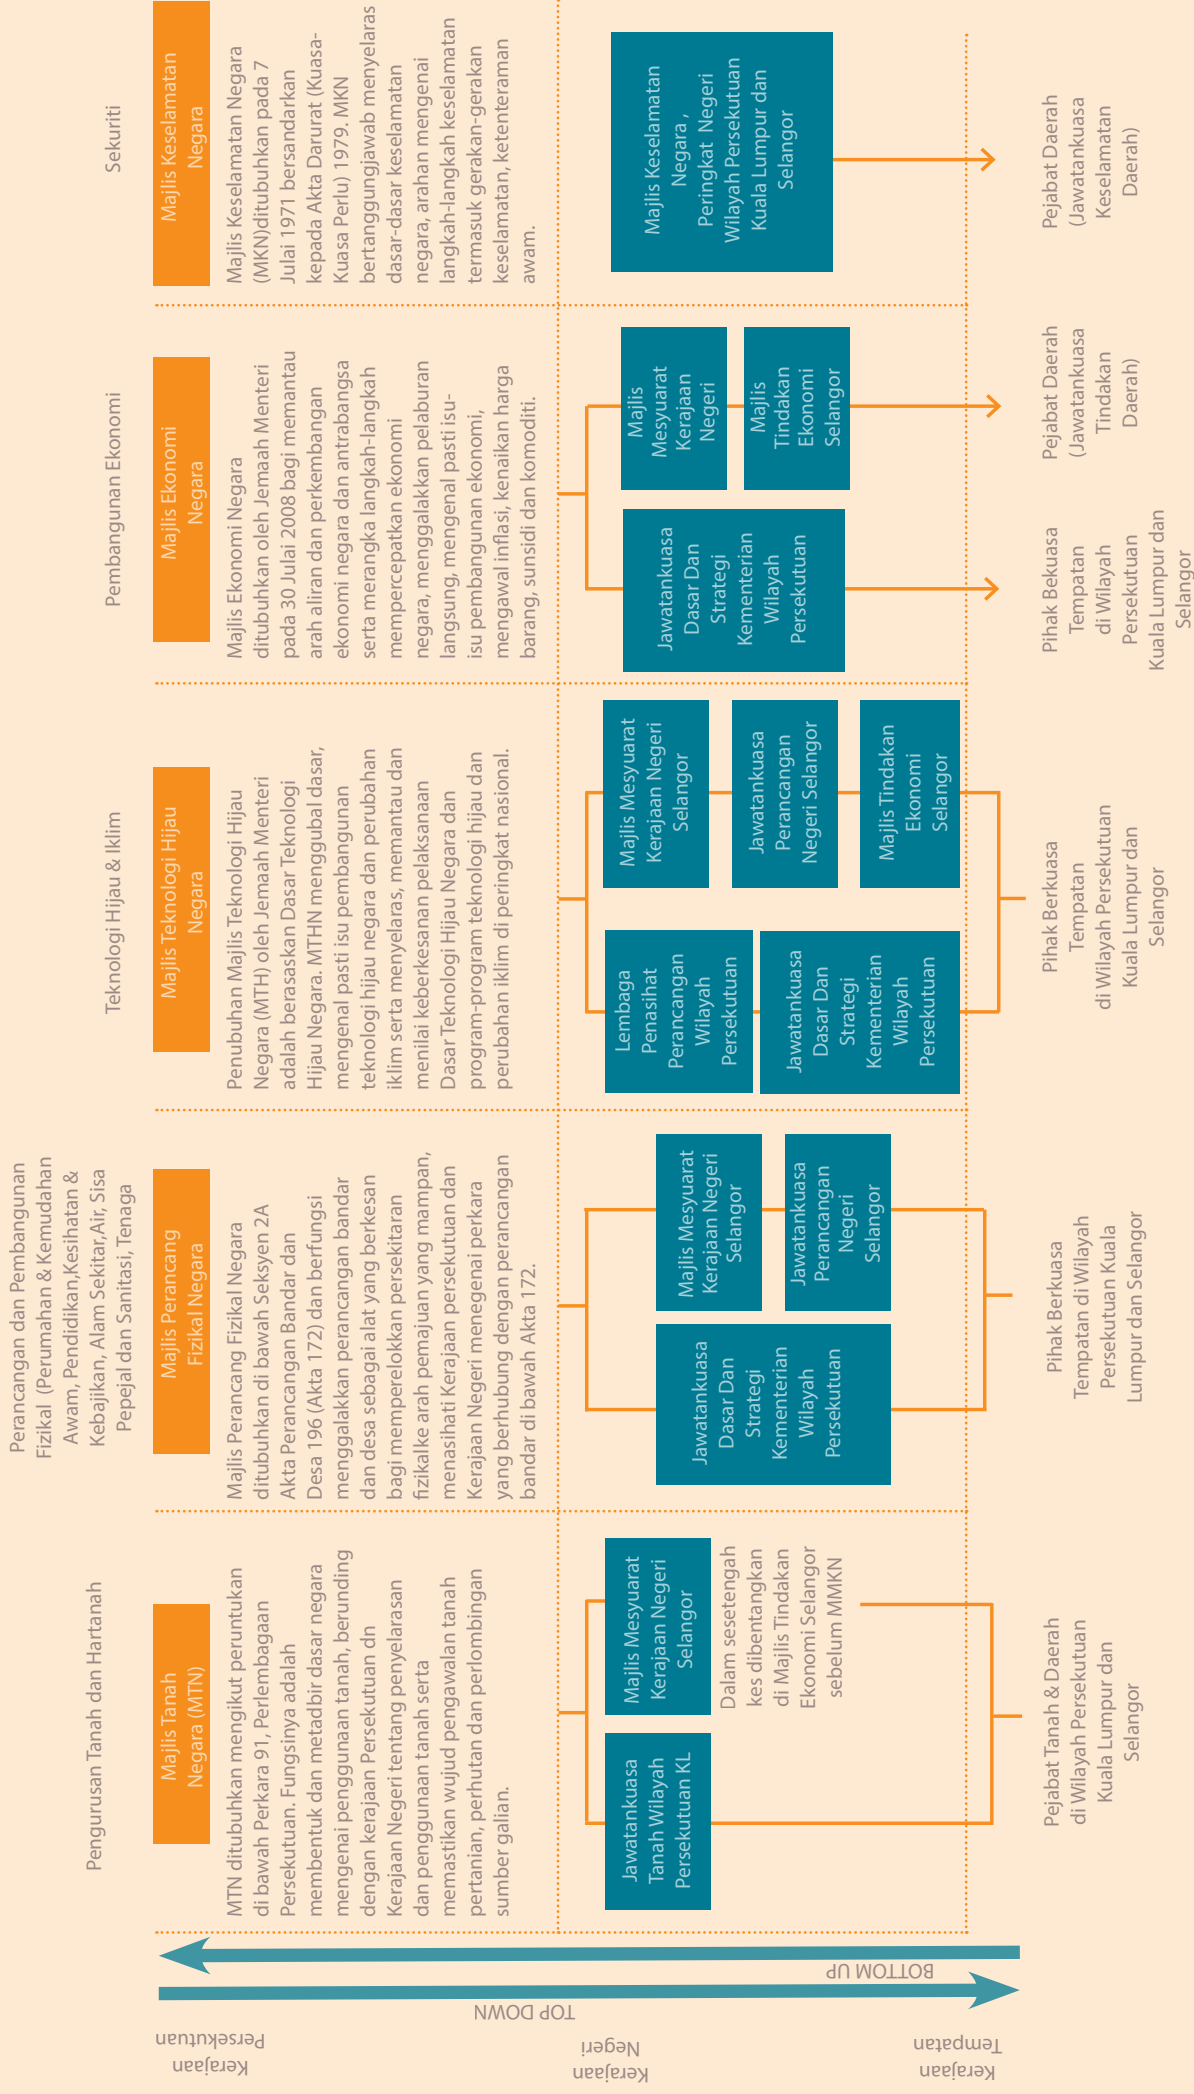 Pengurusan Tanah dan Hartanah
Majlis Tanah
Negara (MTN)
MTN ditubuhkan mengikut peruntukan
di bawah Perkara 91, Perlembagaan
Persekutuan. Fungsinya adalah
membentuk dan metadbir dasar negara
mengenai penggunaan tanah, berunding
dengan kerajaan Persekutuan dn
Kerajaan Negeri tentang penyelarasan
dan penggunaan tanah serta
memastikan wujud pengawalan tanah
pertanian, perhutan dan perlombingan
sumber galian.
Jawatankuasa
Tanah Wilayah
Persekutuan KL
Majlis Mesyuarat
Kerajaan Negeri
Selangor
Dalam sesetengah
kes dibentangkan
di Majlis Tindakan
Ekonomi Selangor
sebelum MMKN
Pejabat Tanah & Daerah
di Wilayah Persekutuan
Kuala Lumpur dan
Selangor
Perancangan dan Pembangunan
Fizikal (Perumahan & Kemudahan
Awam, Pendidikan,Kesihatan &
Kebajikan, Alam Sekitar,Air, Sisa
Pepejal dan Sanitasi, Tenaga
Majlis Perancang
Fizikal Negara
Majlis Perancang Fizikal Negara
ditubuhkan di bawah Seksyen 2A
Akta Perancangan Bandar dan
Desa 196 (Akta 172) dan berfungsi
menggalakkan perancangan bandar
dan desa sebagai alat yang berkesan
bagi memperelokkan persekitaran
fizikalke arah pemajuan yang mampan,
menasihati Kerajaan persekutuan dan
Kerajaan Negeri menegenai perkara
yang berhubung dengan perancangan
bandar di bawah Akta 172.
Jawatankuasa
Dasar Dan
Strategi
Kementerian
Wilayah
Persekutuan
Majlis Mesyuarat
Kerajaan Negeri
Selangor
Jawatankuasa
Perancangan
Negeri
Selangor
Pihak Berkuasa
Tempatan di Wilayah
Persekutuan Kuala
Lumpur dan Selangor
Teknologi Hijau & Iklim
Majlis Teknologi Hijau
Negara
Penubuhan Majlis Teknologi Hijau
Negara (MTH) oleh Jemaah Menteri
adalah berasaskan Dasar Teknologi
Hijau Negara. MTHN menggubal dasar,
mengenal pasti isu pembangunan
teknologi hijau negara dan perubahan
iklim serta menyelaras, memantau dan
menilai keberkesanan pelaksanaan
Dasar Teknologi Hijau Negara dan
program-program teknologi hijau dan
perubahan iklim di peringkat nasional.
Lembaga
Penasihat
Perancangan
Wilayah
Persekutuan
Jawatankuasa
Dasar Dan
Strategi
Kementerian
Wilayah
Persekutuan
Majlis Mesyuarat
Kerajaan Negeri
Selangor
Jawatankuasa
Perancangan
Negeri Selangor
Majlis Tindakan
Ekonomi
Selangor
Pihak Berkuasa
Tempatan
di Wilayah Persekutuan
Kuala Lumpur dan
Selangor
Pembangunan Ekonomi
Majlis Ekonomi
Negara
Majlis Ekonomi Negara
ditubuhkan oleh Jemaah Menteri
pada 30 Julai 2008 bagi memantau
arah aliran dan perkembangan
ekonomi negara dan antrabangsa
serta merangka langkah-langkah
mempercepatkan ekonomi
negara, menggalakkan pelaburan
langsung, mengenal pasti isu-
isu pembangunan ekonomi,
mengawal inflasi, kenaikan harga
barang, sunsidi dan komoditi.
Jawatankuasa
Dasar Dan
Strategi
Kementerian
Wilayah
Persekutuan
Majlis
Mesyuarat
Kerajaan
Negeri
Majlis
Tindakan
Ekonomi
Selangor
Pihak Bekuasa
Tempatan
di Wilayah
Persekutuan
Kuala Lumpur dan
Selangor
Pejabat Daerah
(Jawatankuasa
Tindakan
Daerah)
Sekuriti
Majlis Keselamatan
Negara
Majlis Keselamatan Negara
(MKN)ditubuhkan pada 7
Julai 1971 bersandarkan
kepada Akta Darurat (Kuasa-
Kuasa Perlu) 1979. MKN
bertanggungjawab menyelaras
dasar-dasar keselamatan
negara, arahan mengenai
langkah-langkah keselamatan
termasuk gerakan-gerakan
keselamatan, ketenteraman
awam.
Majlis Keselamatan
Negara ,
Peringkat Negeri
Wilayah Persekutuan
Kuala Lumpur dan
Selangor
Pejabat Daerah
(Jawatankuasa
Keselamatan
Daerah)
Kerajaan
Persekutuan
Kerajaan
Negeri
Kerajaan
Tempatan
TOP DOWN
BOTTOM UP